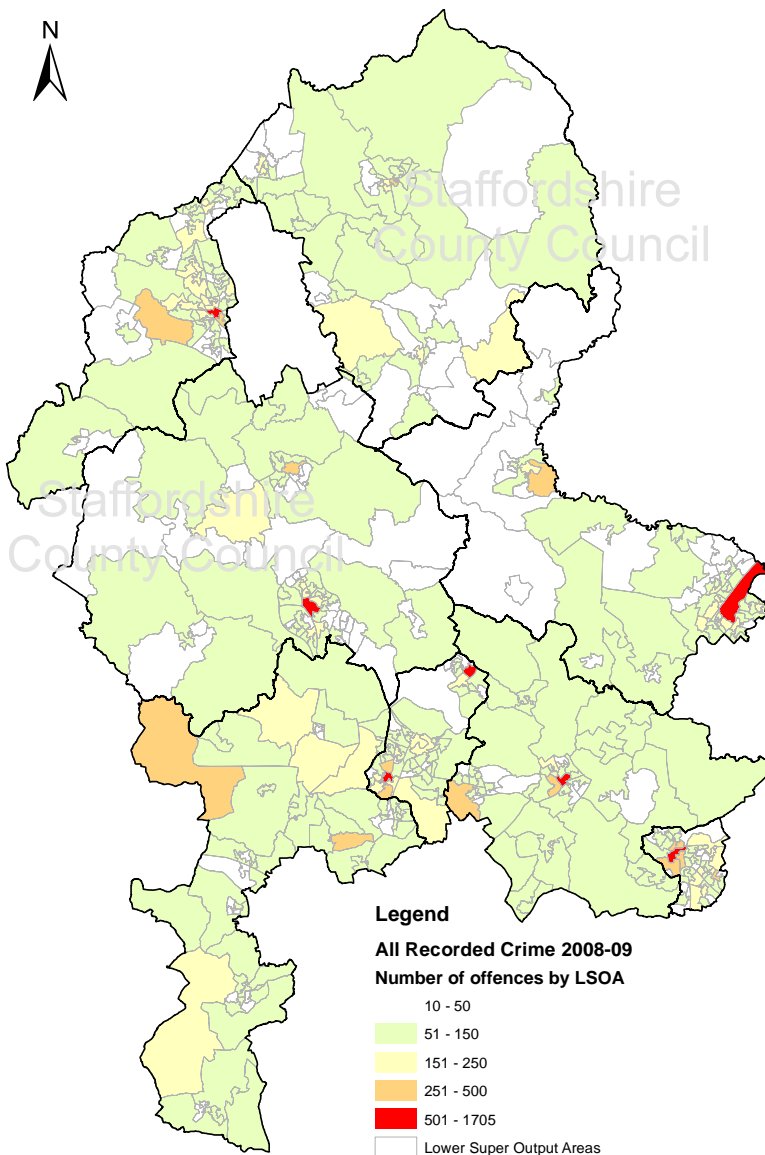 N
Staffordshire
County Council
Staffordshire
County Council
Legend
All Recorded Crime 2008-09
Number of offences by LSOA
10 - 50
51 - 150
151 - 250
251 - 500
501 - 1705
Lower Super Output Areas